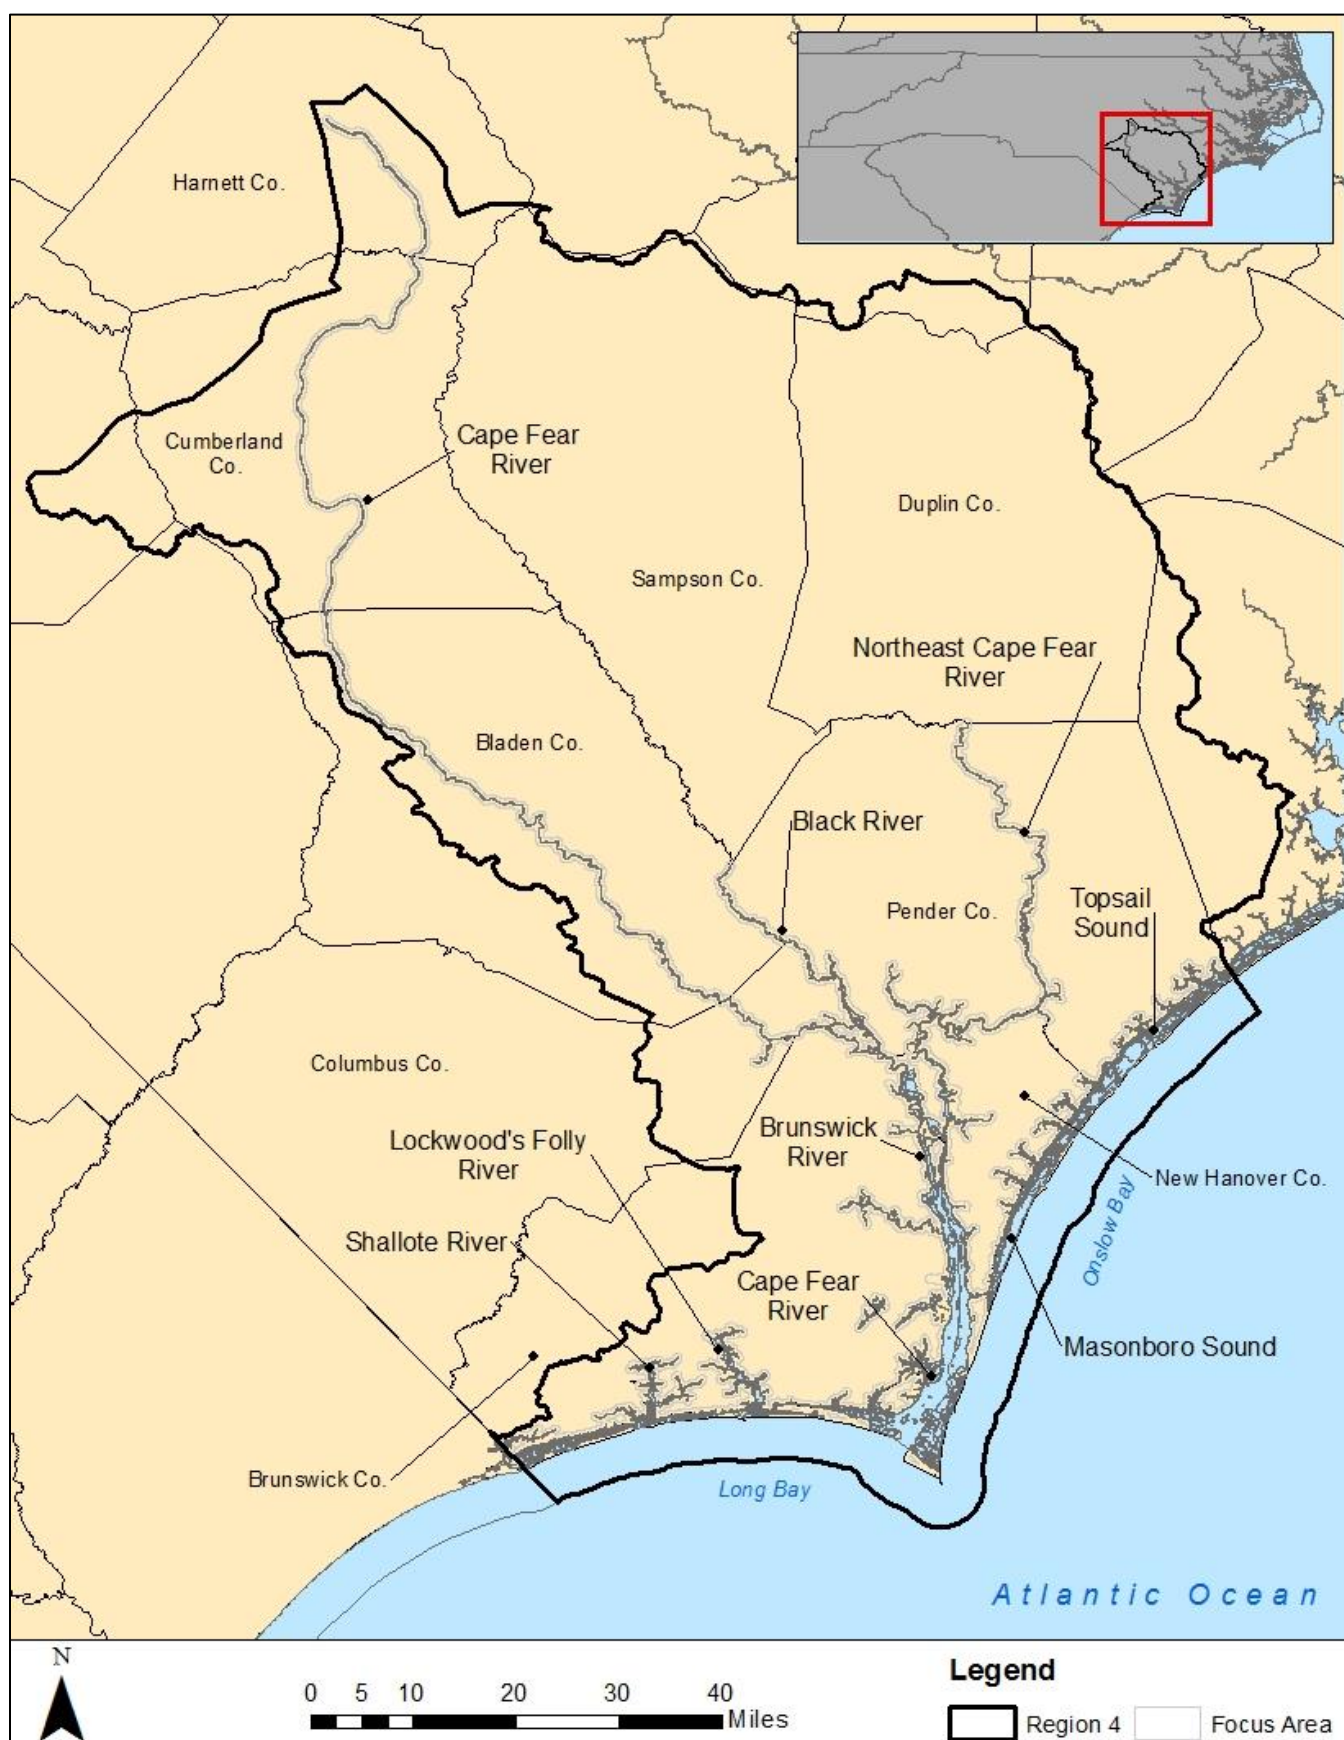 Harnett Co.
Cumberland
Co.
Cape Fear
River
Duplin Co.
Sampson Co.
Northeast Cape Fear
River
Bladen Co.
Black River
Pender Co.
Topsail
Sound
Columbus Co.
Lockwood's Folly
River
Brunswick
River
New Hanover Co.
Onslow Bay
Shallote River
Cape Fear
River
Masonboro Sound
Brunswick Co.
Long Bay
Atlantic Ocean
N
0 5 10 20 30 40
Miles
Legend
Region 4
Focus Area